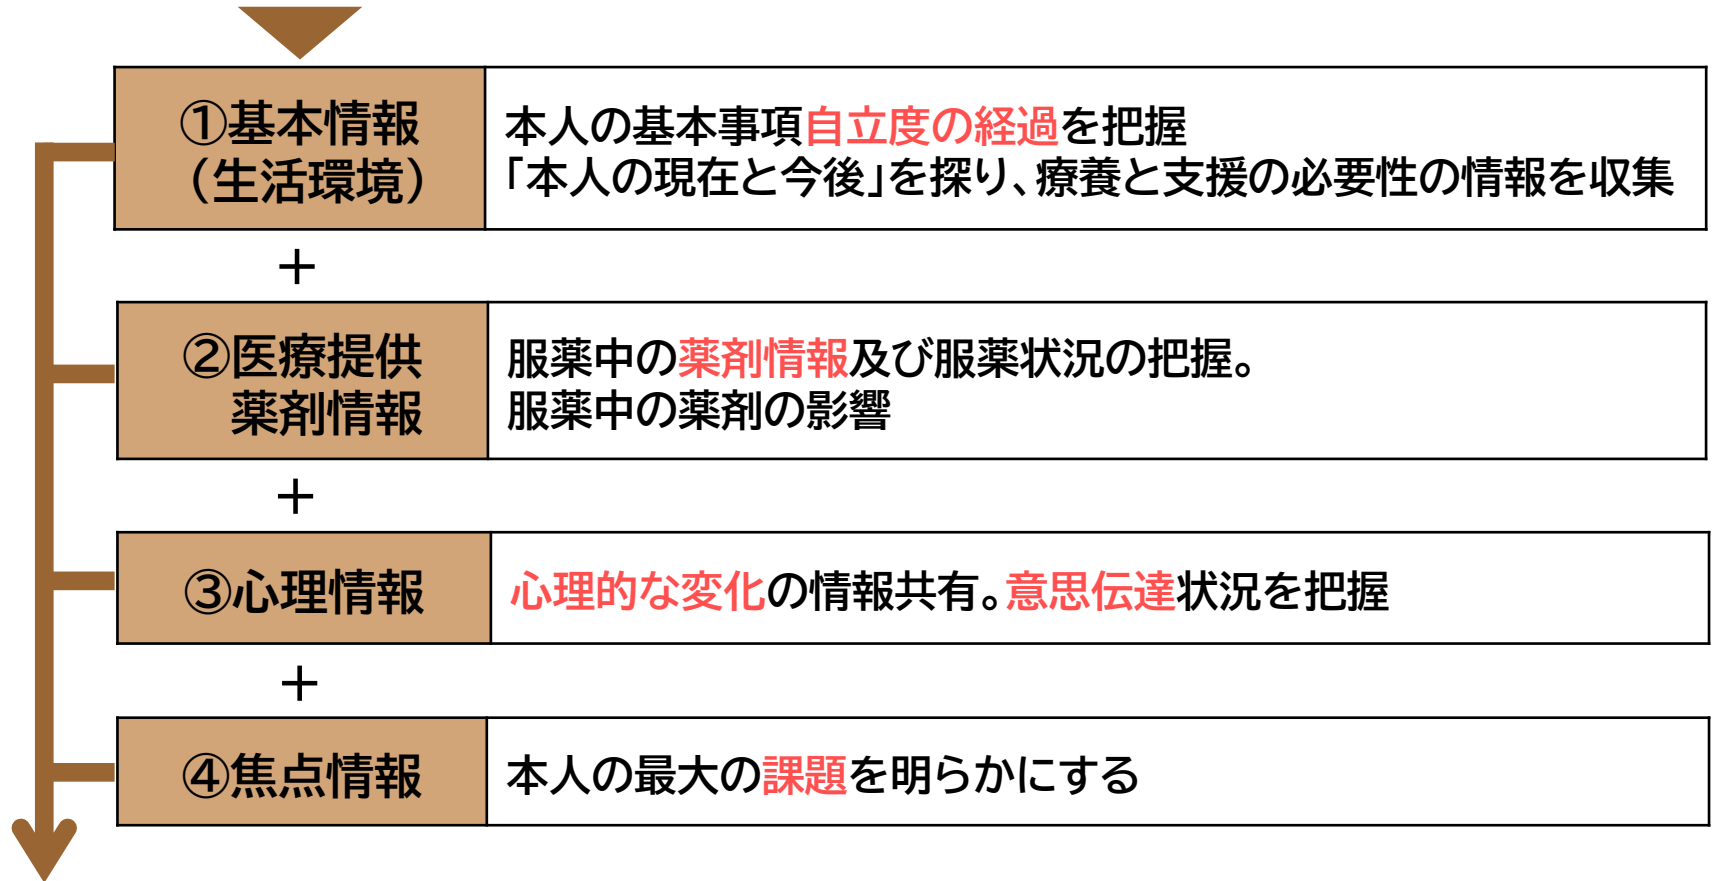 ①基本情報
(生活環境)
本人の基本事項自立度の経過を把握
「本人の現在と今後」を探り、療養と支援の必要性の情報を収集
+
②医療提供
薬剤情報
服薬中の薬剤情報及び服薬状況の把握。
服薬中の薬剤の影響
+
③心理情報
心理的な変化の情報共有。意思伝達状況を把握
+
④焦点情報
本人の最大の課題を明らかにする